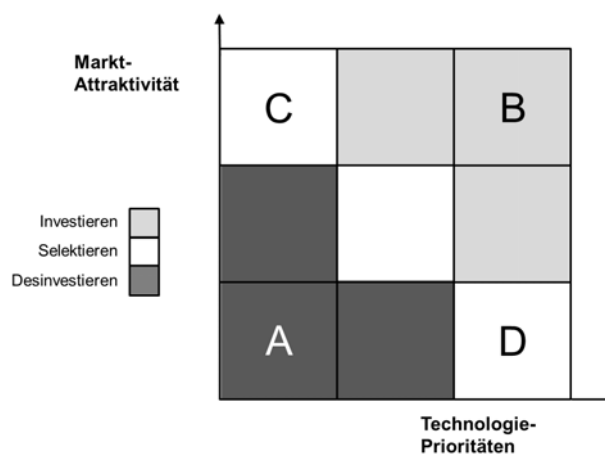 Markt-
Attraktivität
C
B
Investieren
Selektieren
Desinvestieren
A
D
Technologie-
Prioritäten